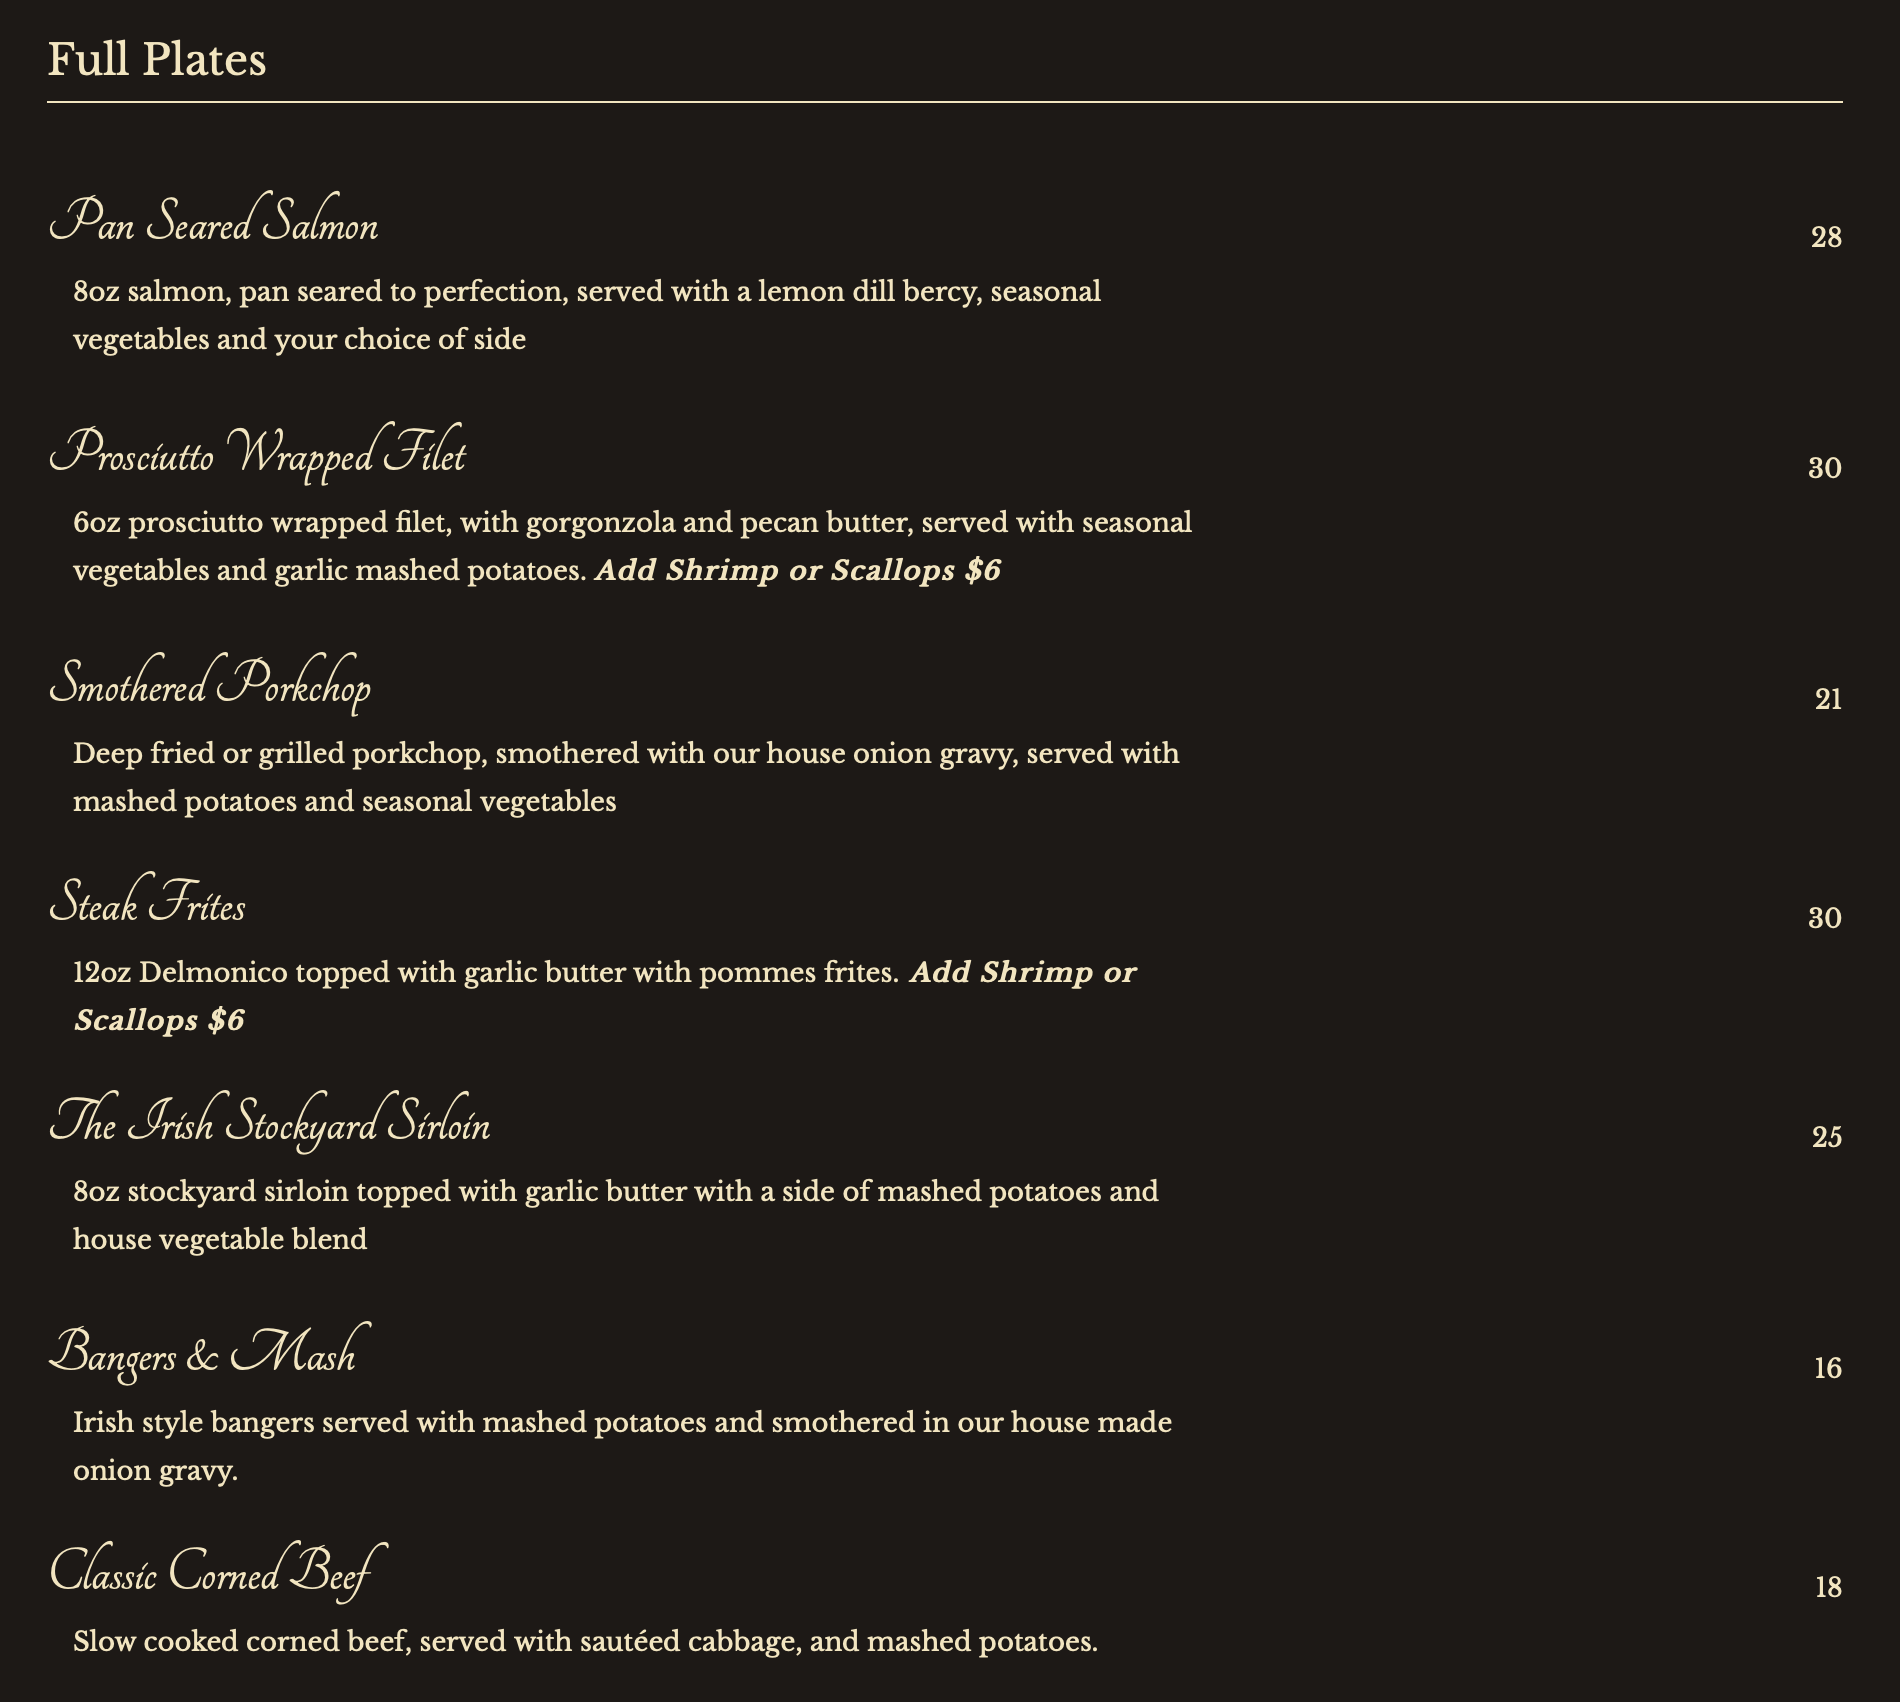 Full Plates
Pan Seared Salmon
28
8oz salmon, pan seared to perfection, served with a lemon dill bercy, seasonal
vegetables and your choice of side
Prosciutto Wrapped Filet
30
6oz prosciutto wrapped filet, with gorgonzola and pecan butter, served with seasonal
vegetables and garlic mashed potatoes. Add Shrimp or Scallops $6
Smothered Porkchop
21
Deep fried or grilled porkchop, smothered with our house onion gravy, served with
mashed potatoes and seasonal vegetables
Steak Frites
30
12oz Delmonico topped with garlic butter with pommes frites. Add Shrimp or
Scallops $6
The Irish Stockyard Sirloin
25
8oz stockyard sirloin topped with garlic butter with a side of mashed potatoes and
house vegetable blend
Bangers & Mash
16
Irish style bangers served with mashed potatoes and smothered in our house made
onion gravy.
Classic Corned Beef
18
Slow cooked corned beef, served with sautéed cabbage, and mashed potatoes.